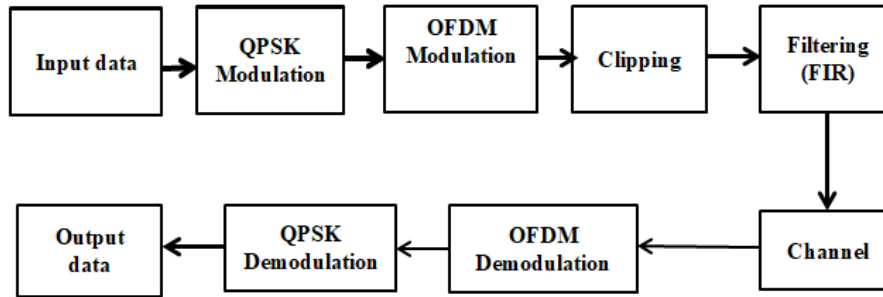 Input data
QPSK
Modulation
OFDM
Modulation
Clipping
Filtering
(FIR)
Channel
OFDM
Demodulation
QPSK
Demodulation
Output
data